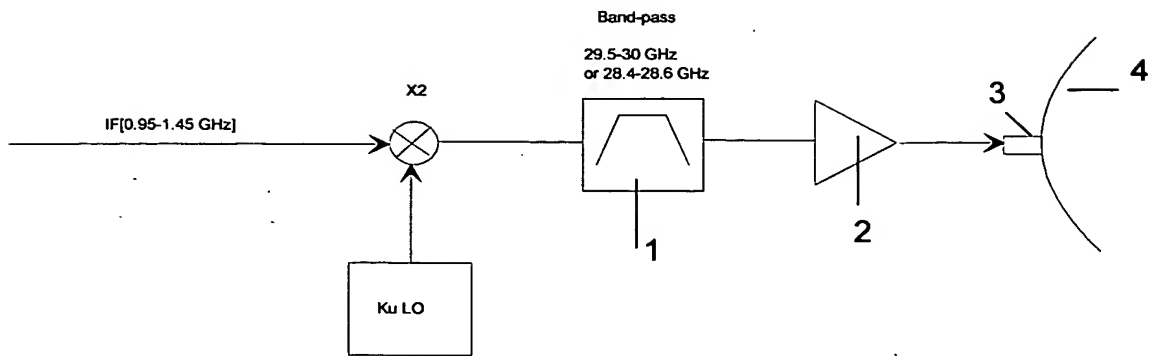 Band-pass
29.5-30 GHz
or 28.4-28.6 GHz
X2
IF[0.95-1.45 GHz]
3
4
1
2
Ku LO